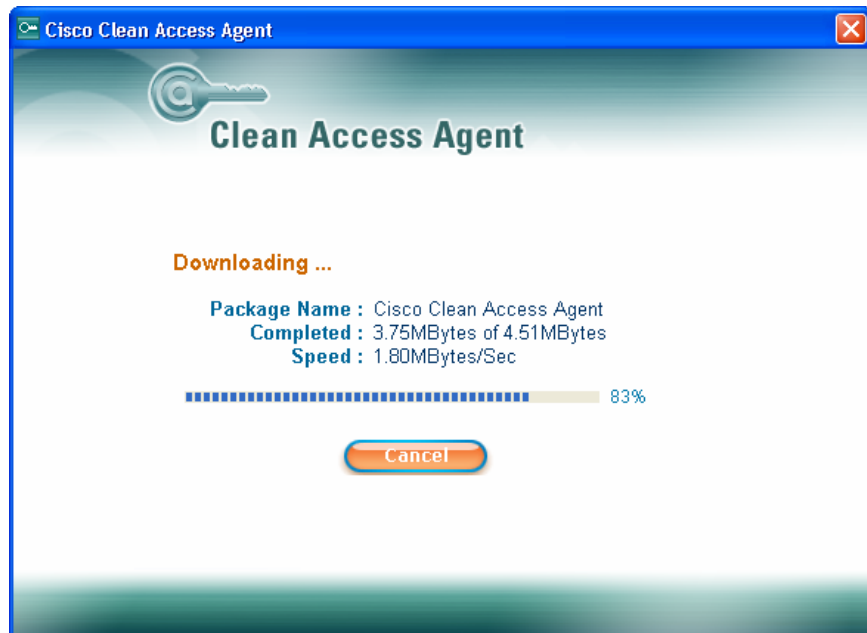 Cisco Clean Access Agent
Clean Access Agent
Downloading ...
Package Name : Cisco Clean Access Agent
Completed : 3.75MBytes of 4.51MBytes
Speed : 1.80MBytes/Sec
83%
Cancel